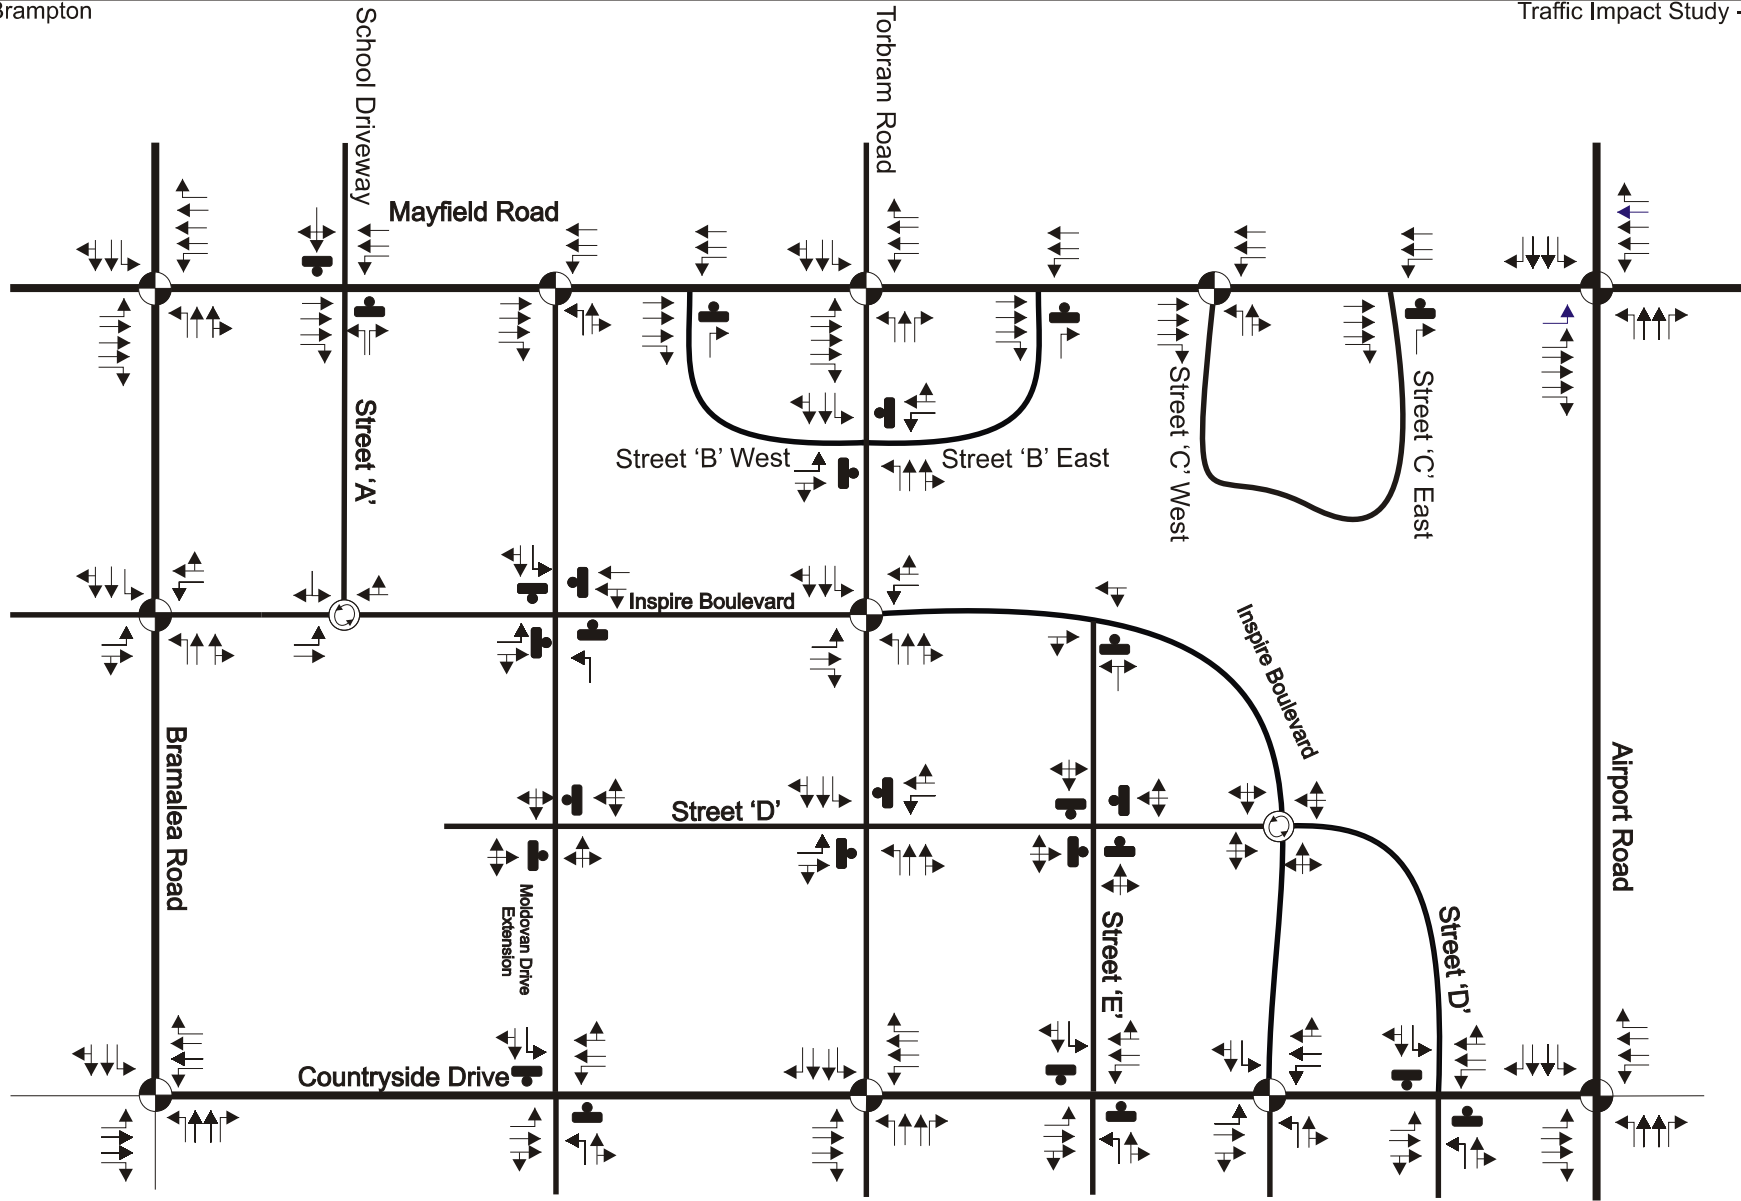 Brampton
Traffic Impact Study -
School Driveway
Torbram Road
Mayfield Road
Street 'A'
Street 'B' West
Street 'B' East
Street 'C' West
Street 'C' East
Inspire Boulevard
Inspire Boulevard
Bramalea Road
Airport Road
Street 'D'
Moldovan Drive
Extension
Street 'E'
Street 'D'
Countryside Drive